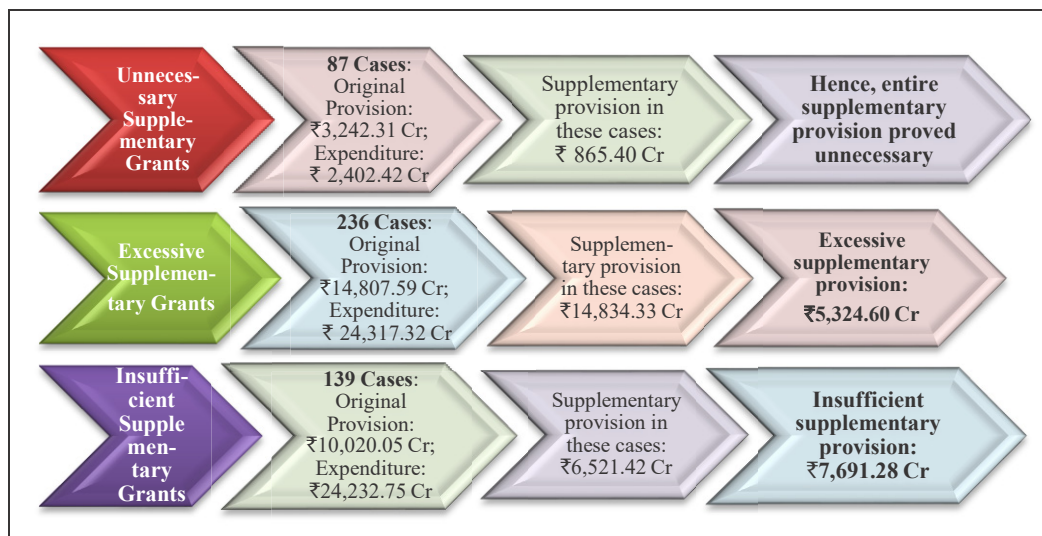 Unneces-
sary
Supple-
mentary
Grants
87 Cases:
Original
Provision:
₹3,242.31 Cr;
Expenditure:
₹ 2,402.42 Cr
Supplementary
provision in
these cases:
₹ 865.40 Cr
Hence, entire
supplementary
provision proved
unnecessary
Excessive
Supplemen-
tary Grants
236 Cases:
Original
Provision:
₹14,807.59 Cr;
Expenditure:
₹ 24,317.32 Cr
Supplemen-
tary provision
in these cases:
₹14,834.33 Cr
Excessive
supplementary
provision:
₹5,324.60 Cr
Insuffi-
cient
Supple
men-
tary
Grants
139 Cases:
Original
Provision:
₹10,020.05 Cr;
Expenditure:
₹24,232.75 Cr
Supplementary
provision in
these cases:
₹6,521.42 Cr
Insufficient
supplementary
provision:
₹7,691.28 Cr